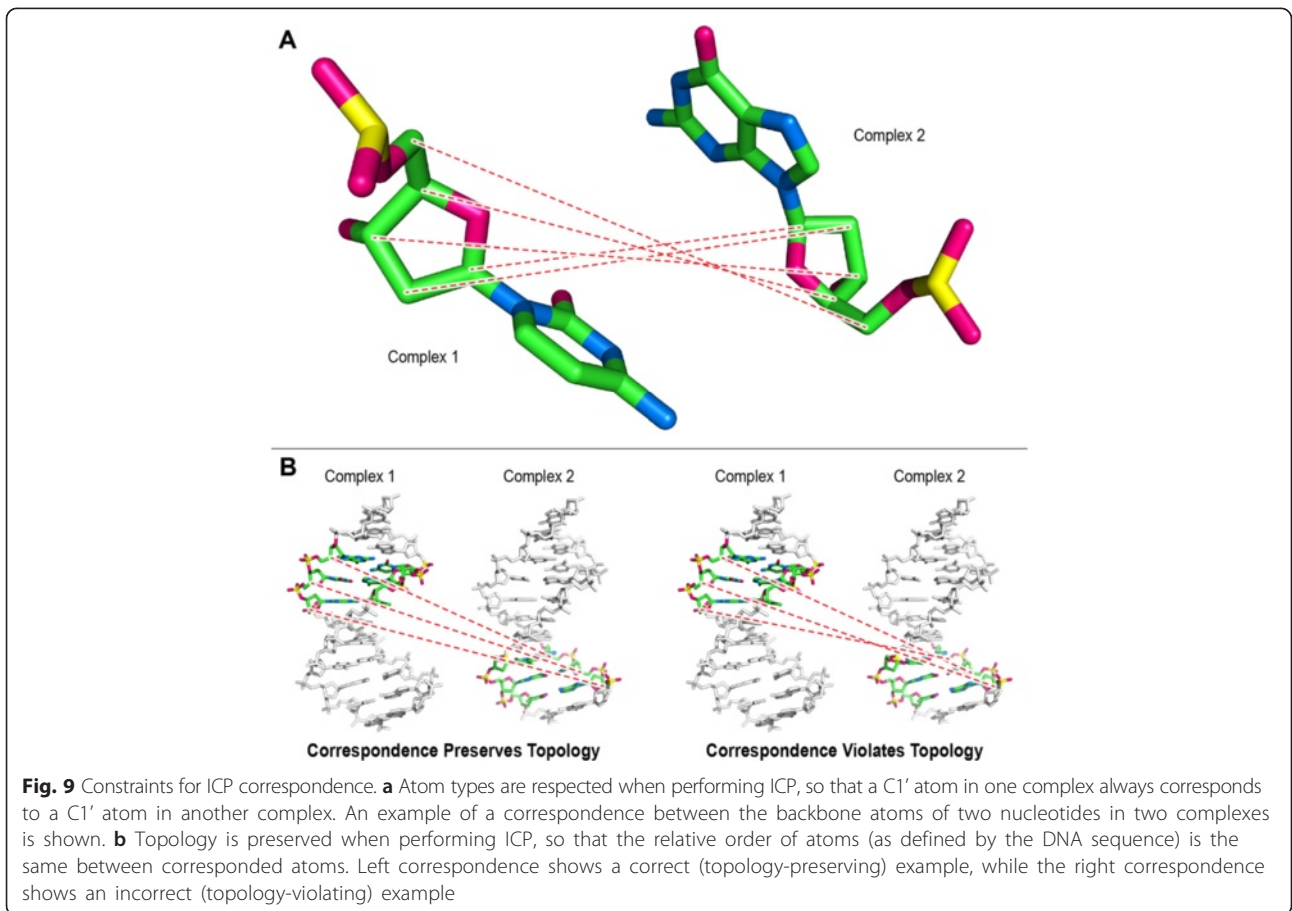 A
Complex 2
Complex 1
B
Complex 1
Complex 2
Complex 1
Complex 2
Correspondence Preserves Topology
Correspondence Violates Topology
Fig. 9 Constraints for ICP correspondence. a Atom types are respected when performing ICP, so that a C1′ atom in one complex always corresponds
to a C1′ atom in another complex. An example of a correspondence between the backbone atoms of two nucleotides in two complexes
is shown. b Topology is preserved when performing ICP, so that the relative order of atoms (as defined by the DNA sequence) is the
same between corresponded atoms. Left correspondence shows a correct (topology-preserving) example, while the right correspondence
shows an incorrect (topology-violating) example